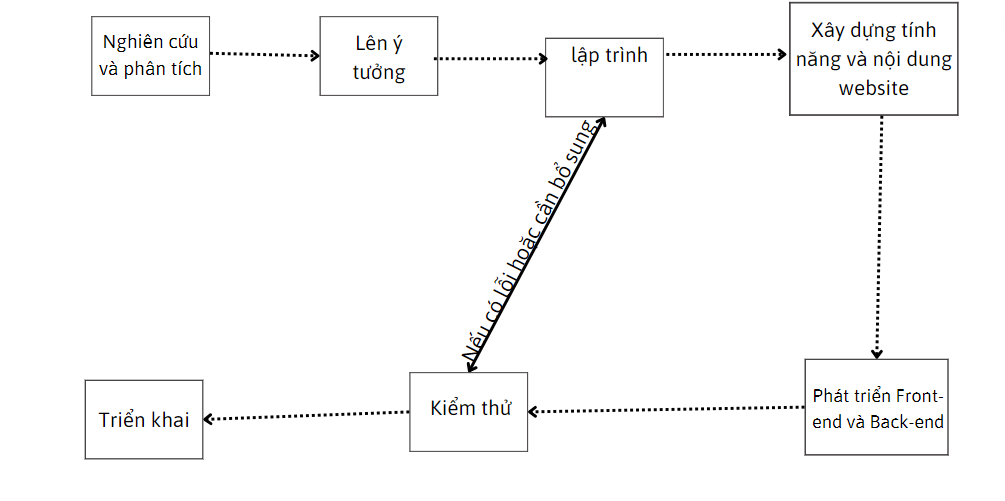 Nghiên cứu
và phân tích
Lên ý
tưởng
lập trình
Xây dựng tính
năng và nội dung
website
Nếu có lỗi hoặc cần bổ sung
Phát triển Front-
end và Back-end
Kiểm thử
Triển khai